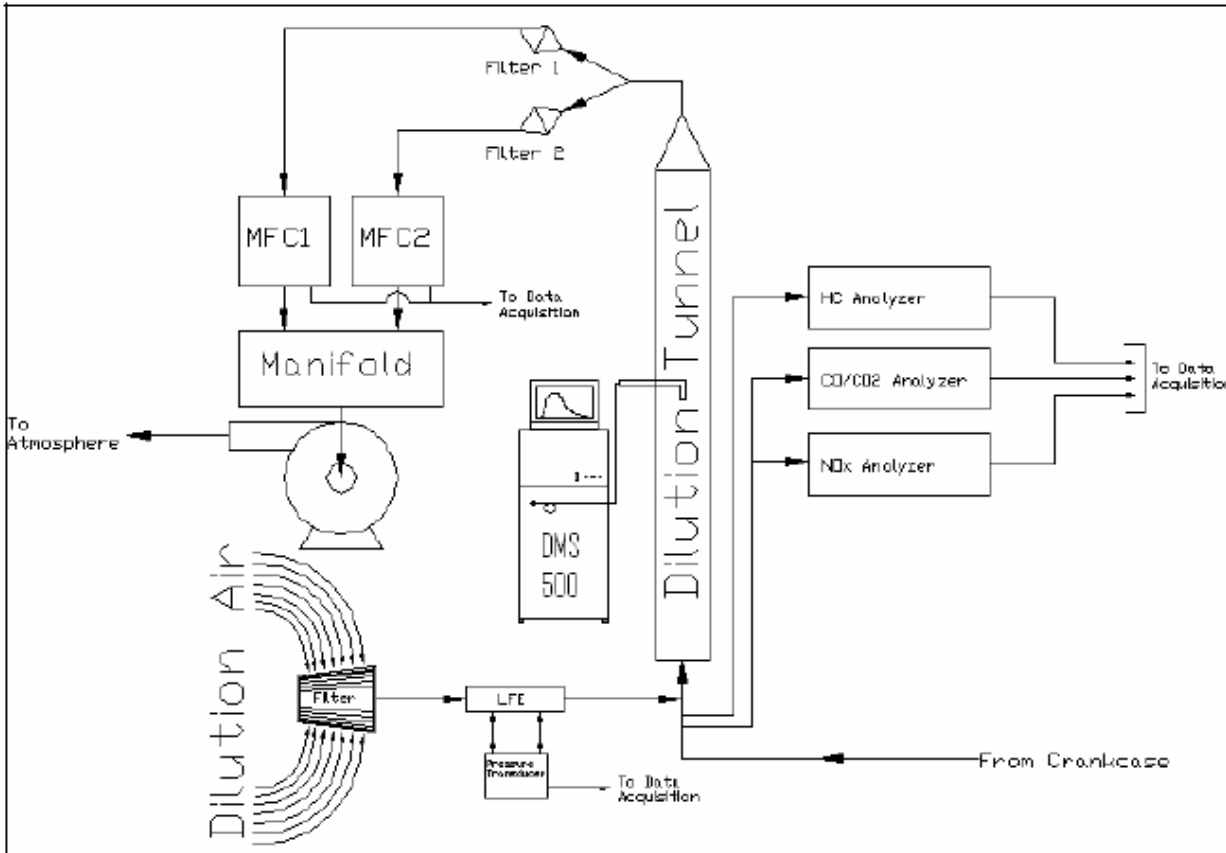 Filter 1
Filter 2
MFC1
MFC2
To Data
Acquisition
Manifold
To
Atmosphere
Dilution Tunnel
HC Analyzer
CO/CO2 Analyzer
NOx Analyzer
To Data
Acquisition
DMS
500
Dilution Air
Filter
LFE
Pressure
Transducer
To Data
Acquisition
From Crankcase